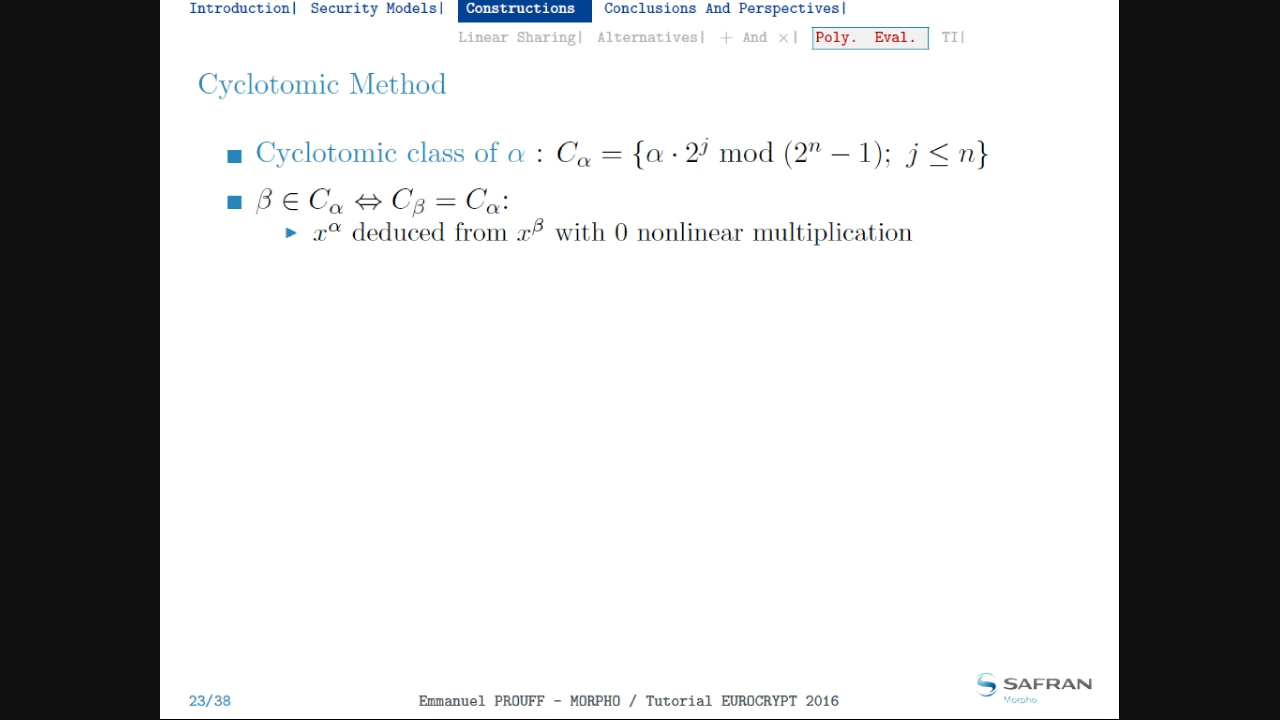 Introduction| Security Models| Constructions Conclusions And Perspectives|
Linear Sharing| Alternatives| + And ×| Poly. Eval. TI|
Cyclotomic Method
Cyclotomic class of α : C_α = {α · 2^j mod (2^n − 1); j ≤ n}
β ∈ C_α ⇔ C_β = C_α:
x^α deduced from x^β with 0 nonlinear multiplication
SAFRAN
Morpho
23/38 Emmanuel PROUFF - MORPHO / Tutorial EUROCRYPT 2016